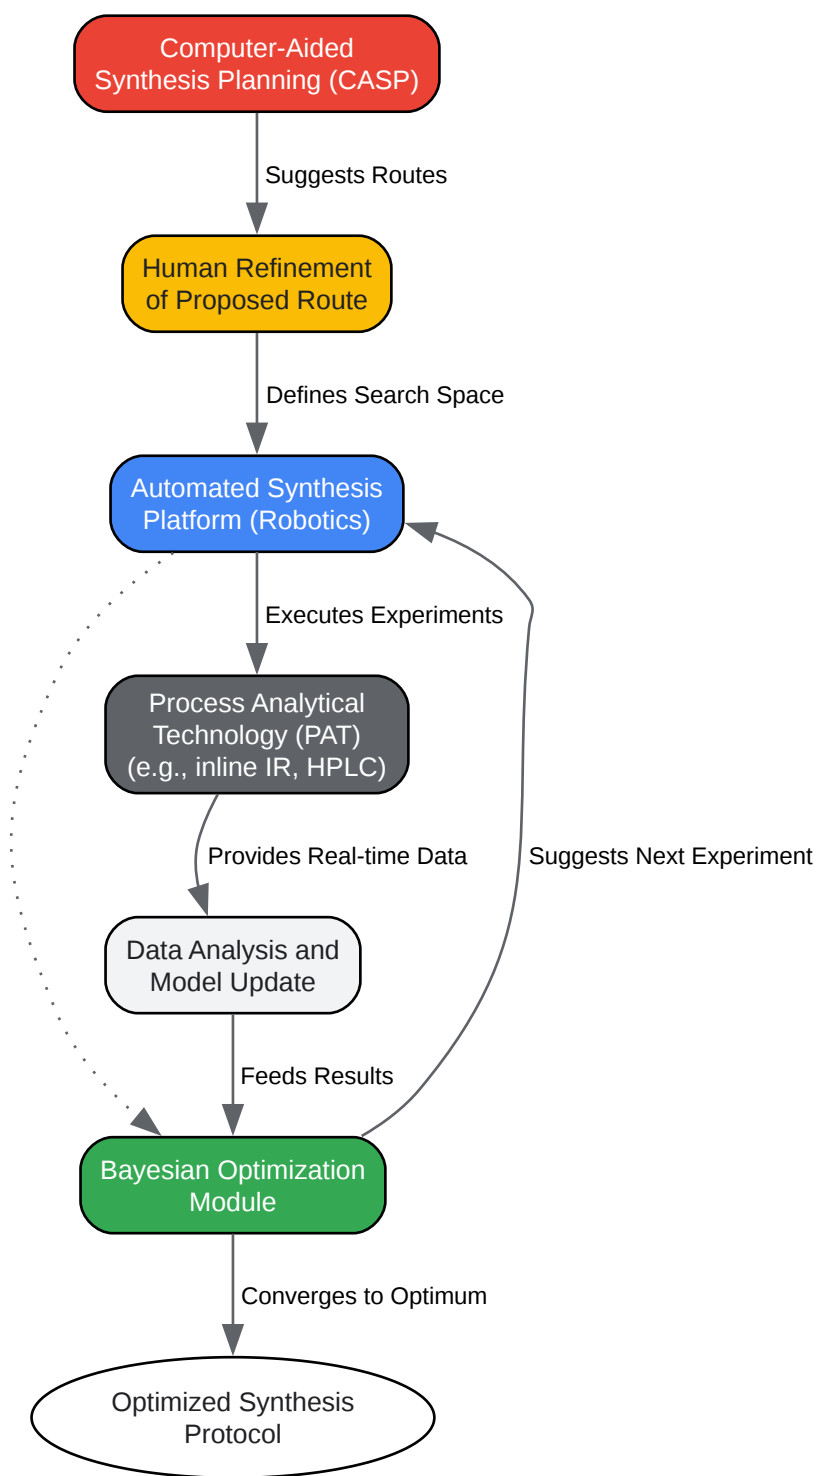 Computer-Aided
Synthesis Planning (CASP)
Suggests Routes
Human Refinement
of Proposed Route
Defines Search Space
Automated Synthesis
Platform (Robotics)
Executes Experiments
Process Analytical
Technology (PAT)
(e.g., inline IR, HPLC)
Provides Real-time Data
Suggests Next Experiment
Data Analysis and
Model Update
Feeds Results
Bayesian Optimization
Module
Converges to Optimum
Optimized Synthesis
Protocol